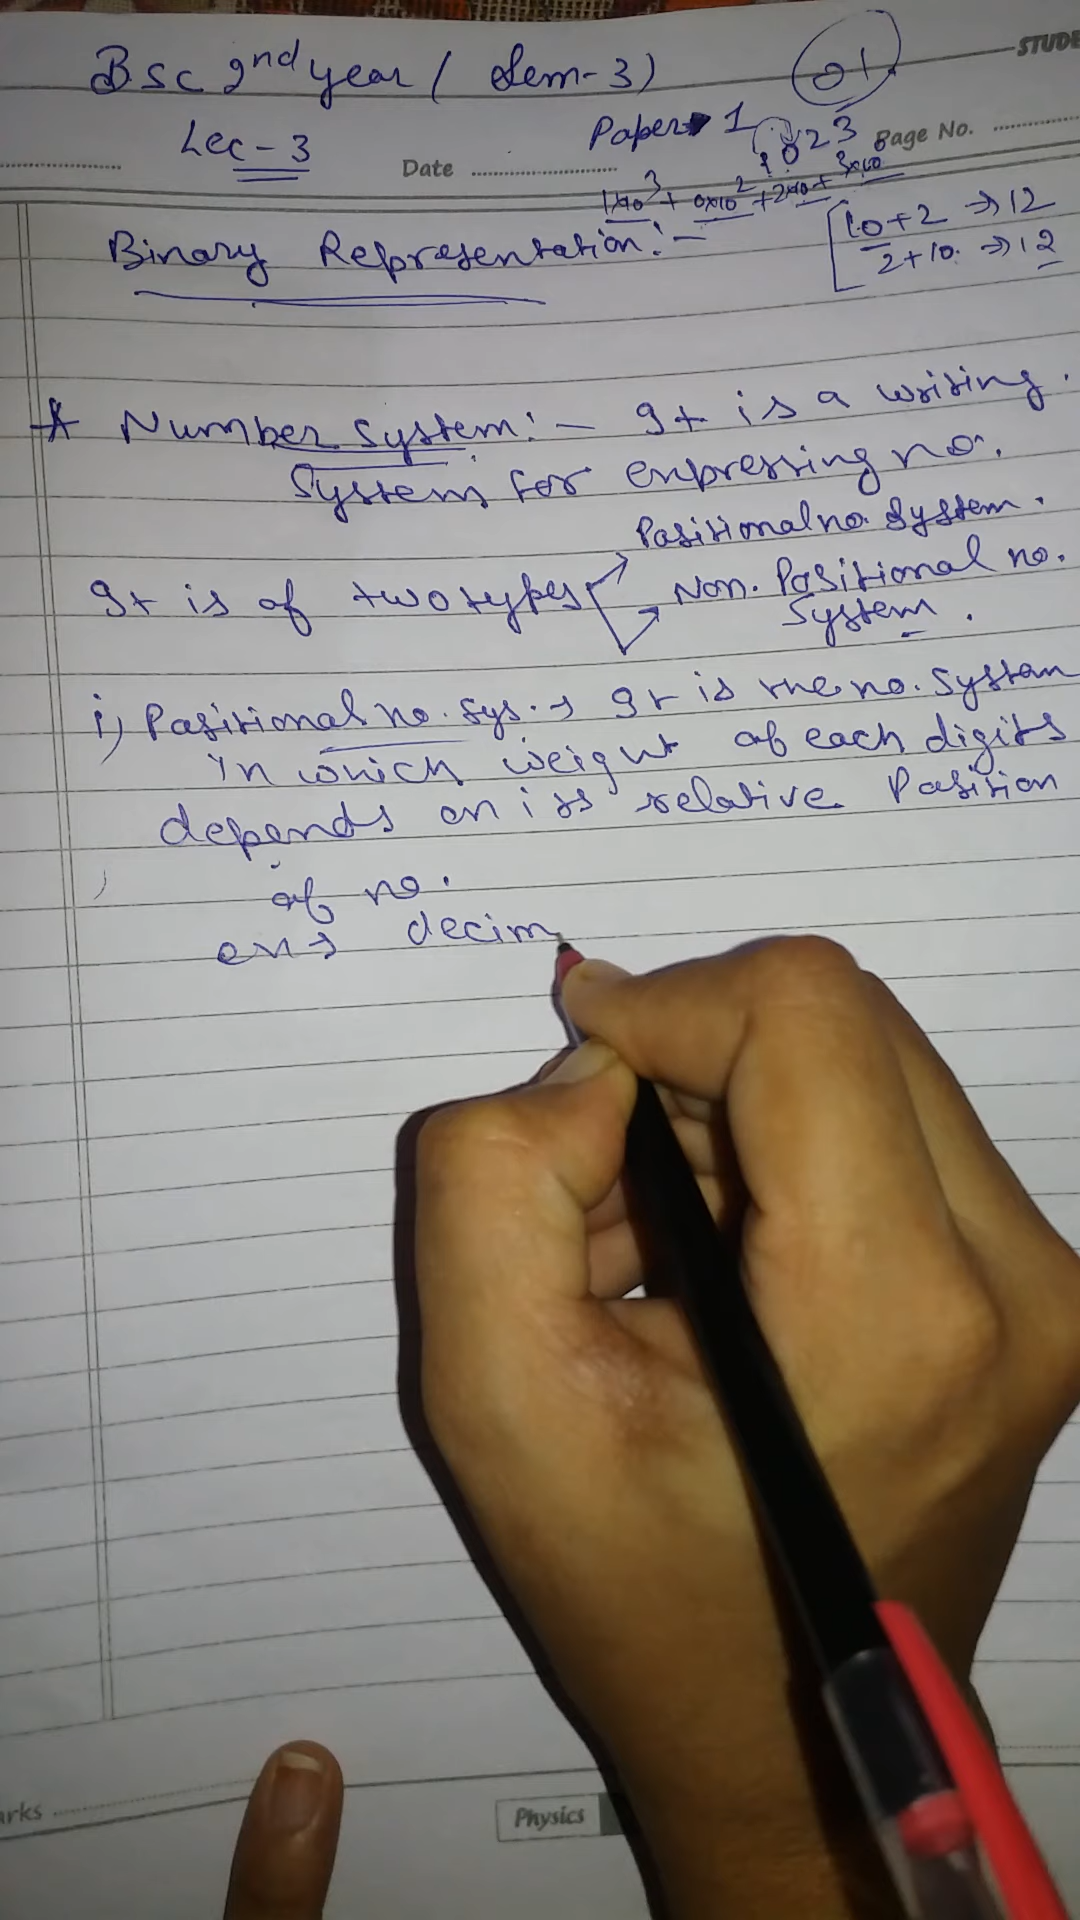 Bsc 2nd year ( Sem-3)
01
STUDE
Lec - 3
Paper 1
Date
Page No.
1023
1×10³ + 0×10² + 2×10 + 3×10⁰
Binary Representation:-
10+2 → 12
2+10 → 12
* Number System:- It is a writing
System for expressing no.
It is of two types
Positional no. System.
Non. Positional no.
System.
i) Positional no. Sys. → It is the no. System
in which weight of each digits
depends on its relative Position
of no.
ex → decim
arks
Physics